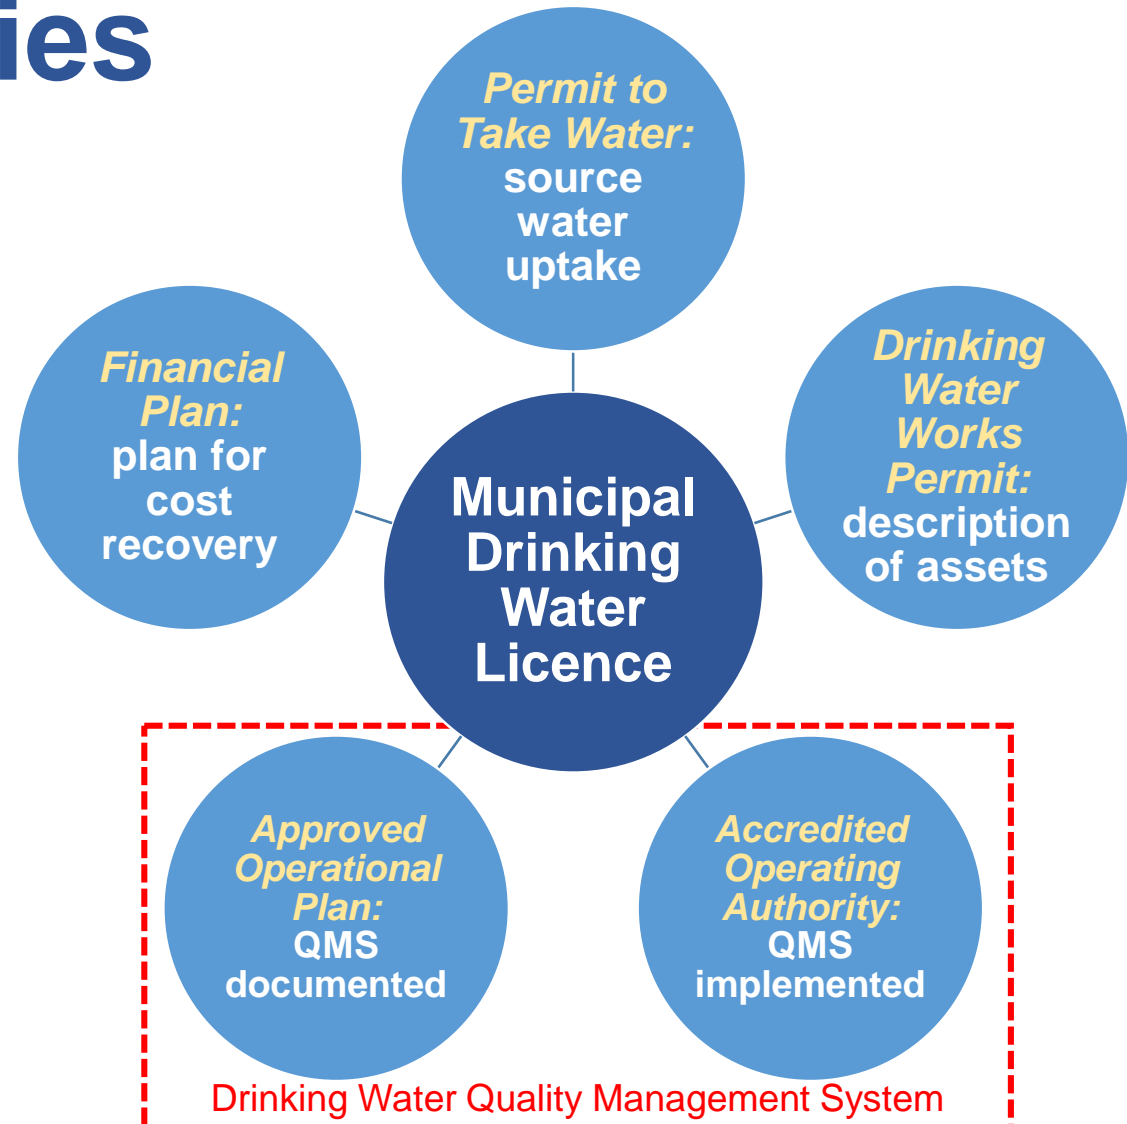 ies
Permit to
Take Water:
source
water
uptake
Financial
Plan:
plan for
cost
recovery
Drinking
Water
Works
Permit:
description
of assets
Municipal
Drinking
Water
Licence
Approved
Operational
Plan:
QMS
documented
Accredited
Operating
Authority:
QMS
implemented
Drinking Water Quality Management System